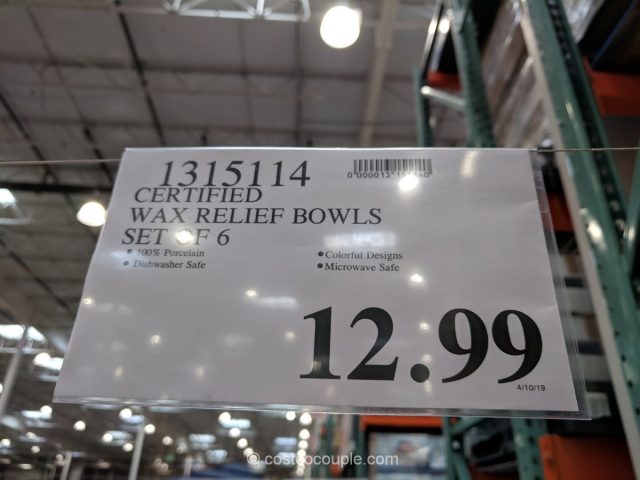 1315114
CERTIFIED
WAX RELIEF BOWLS
SET OF 6
• 100% Porcelain
• Dishwasher Safe
• Colorful Designs
• Microwave Safe
12.99
4/10/19
© costcocouple.com